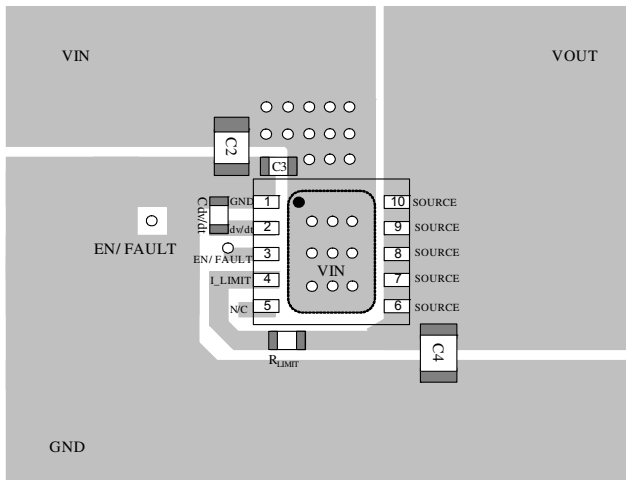 VIN
VOUT
C2
C3
Cdv/dt
GND 1
10 SOURCE
dv/dt 2
9 SOURCE
EN/ FAULT
EN/ FAULT 3
8 SOURCE
VIN
I_LIMIT 4
7 SOURCE
N/C 5
6 SOURCE
C4
RLIMIT
GND